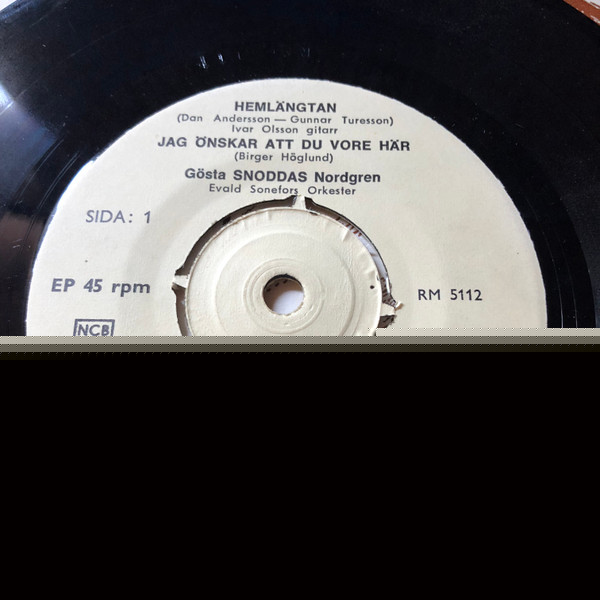 HEMLÄNGTAN
(Dan Andersson — Gunnar Turesson)
Ivar Olsson gitarr
JAG ÖNSKAR ATT DU VORE HÄR
(Birger Höglund)
Gösta SNODDAS Nordgren
Evald Sonefors Orkester
SIDA: 1
EP 45 rpm
RM 5112
NCB